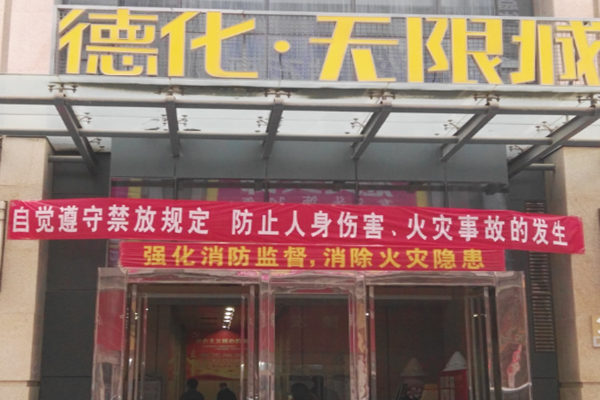 德化·无限城
自觉遵守禁放规定 防止人身伤害、火灾事故的发生
强化消防监督,消除火灾隐患